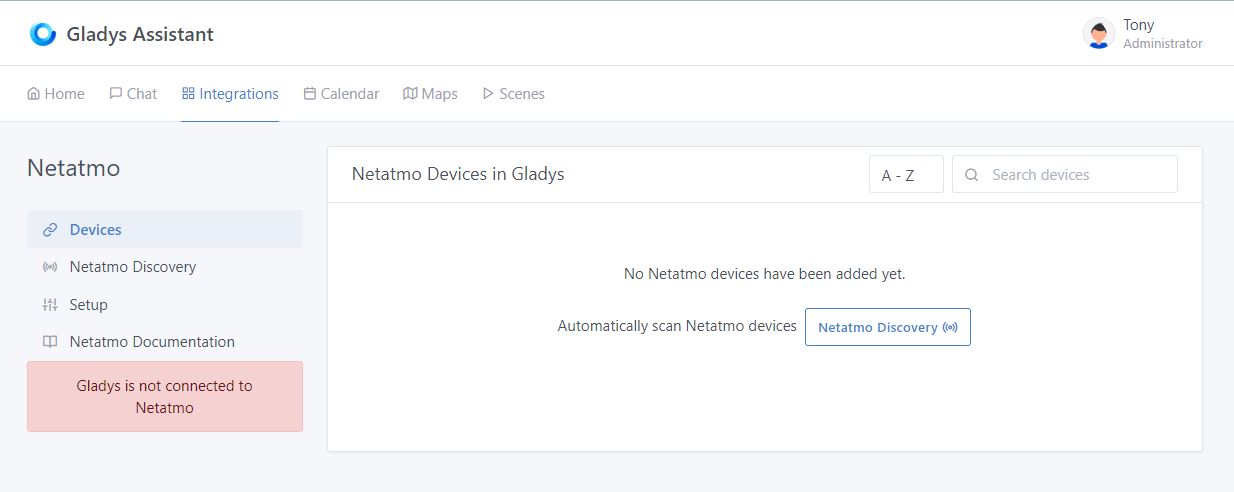 Gladys Assistant
Tony
Administrator
Home
Chat
Integrations
Calendar
Maps
Scenes
Netatmo
Devices
Netatmo Discovery
Setup
Netatmo Documentation
Gladys is not connected to
Netatmo
Netatmo Devices in Gladys
A - Z
Search devices
No Netatmo devices have been added yet.
Automatically scan Netatmo devices
Netatmo Discovery